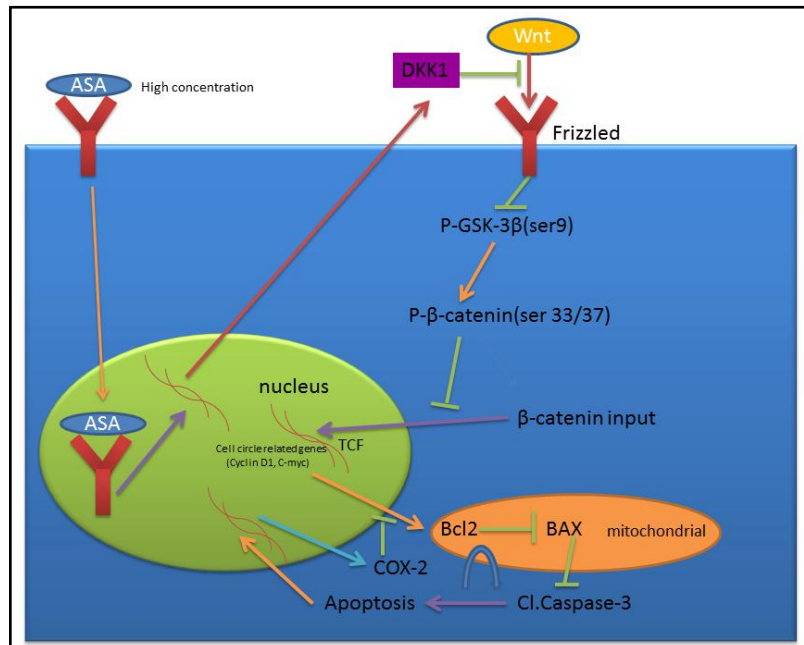 Wnt
DKK1
ASA
High concentration
Frizzled
P-GSK-3β(ser9)
P-β-catenin(ser 33/37)
nucleus
ASA
β-catenin input
TCF
Cell circle related genes
(Cyclin D1, C-myc)
Bcl2
BAX
mitochondrial
COX-2
Apoptosis
Cl.Caspase-3